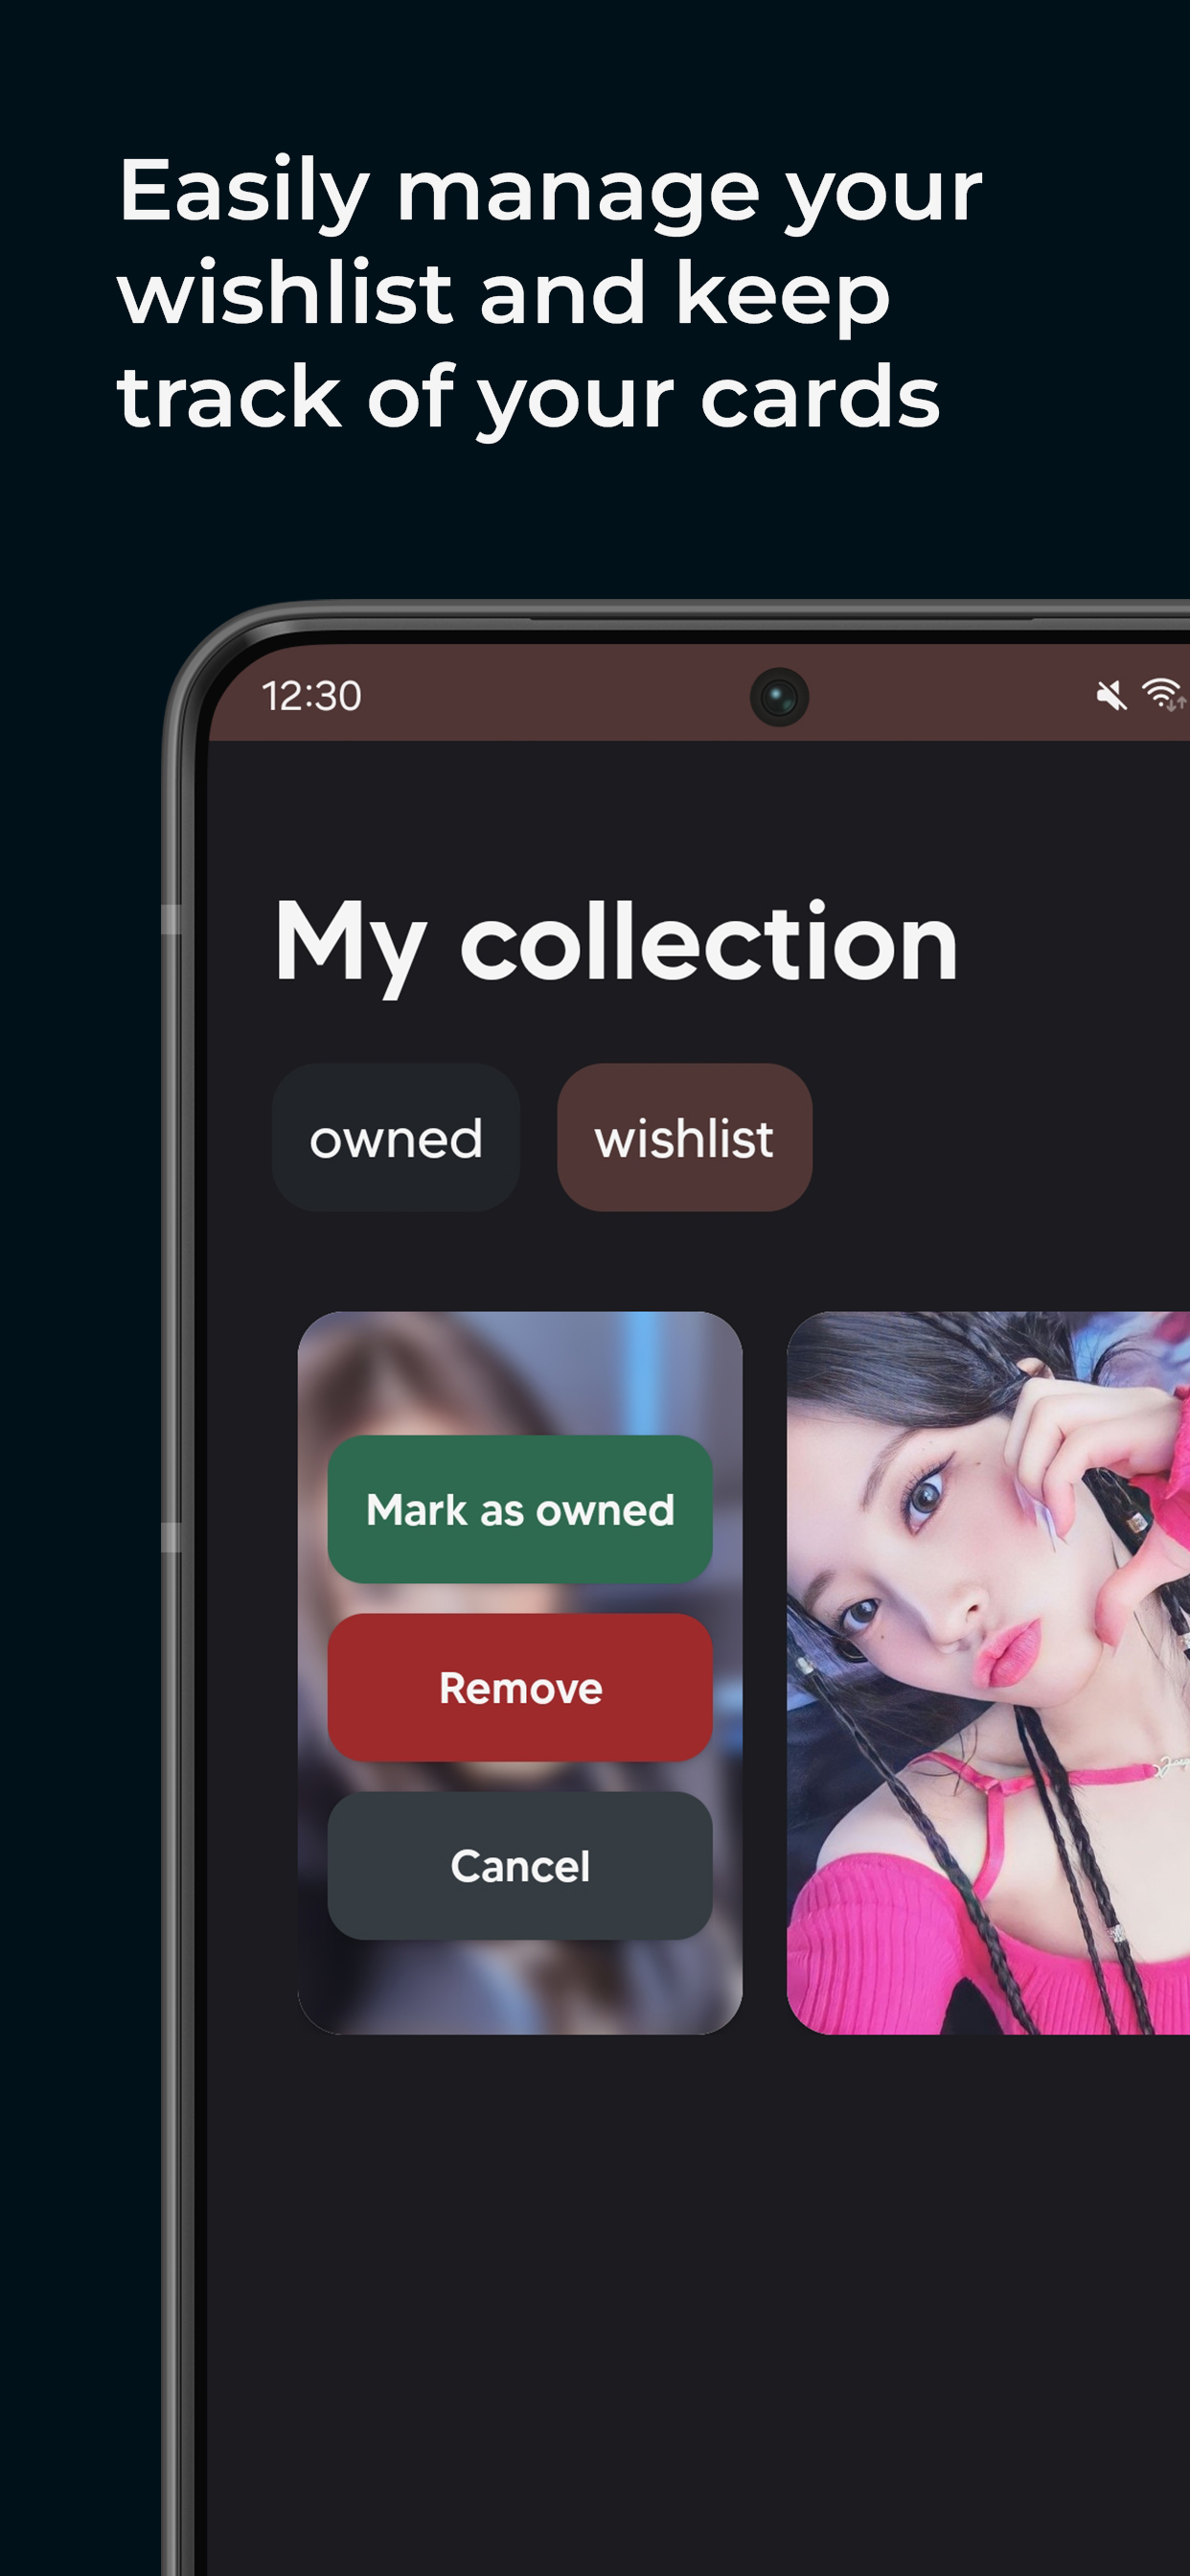 Easily manage your
wishlist and keep
track of your cards
12:30
My collection
owned
wishlist
Mark as owned
Remove
Cancel